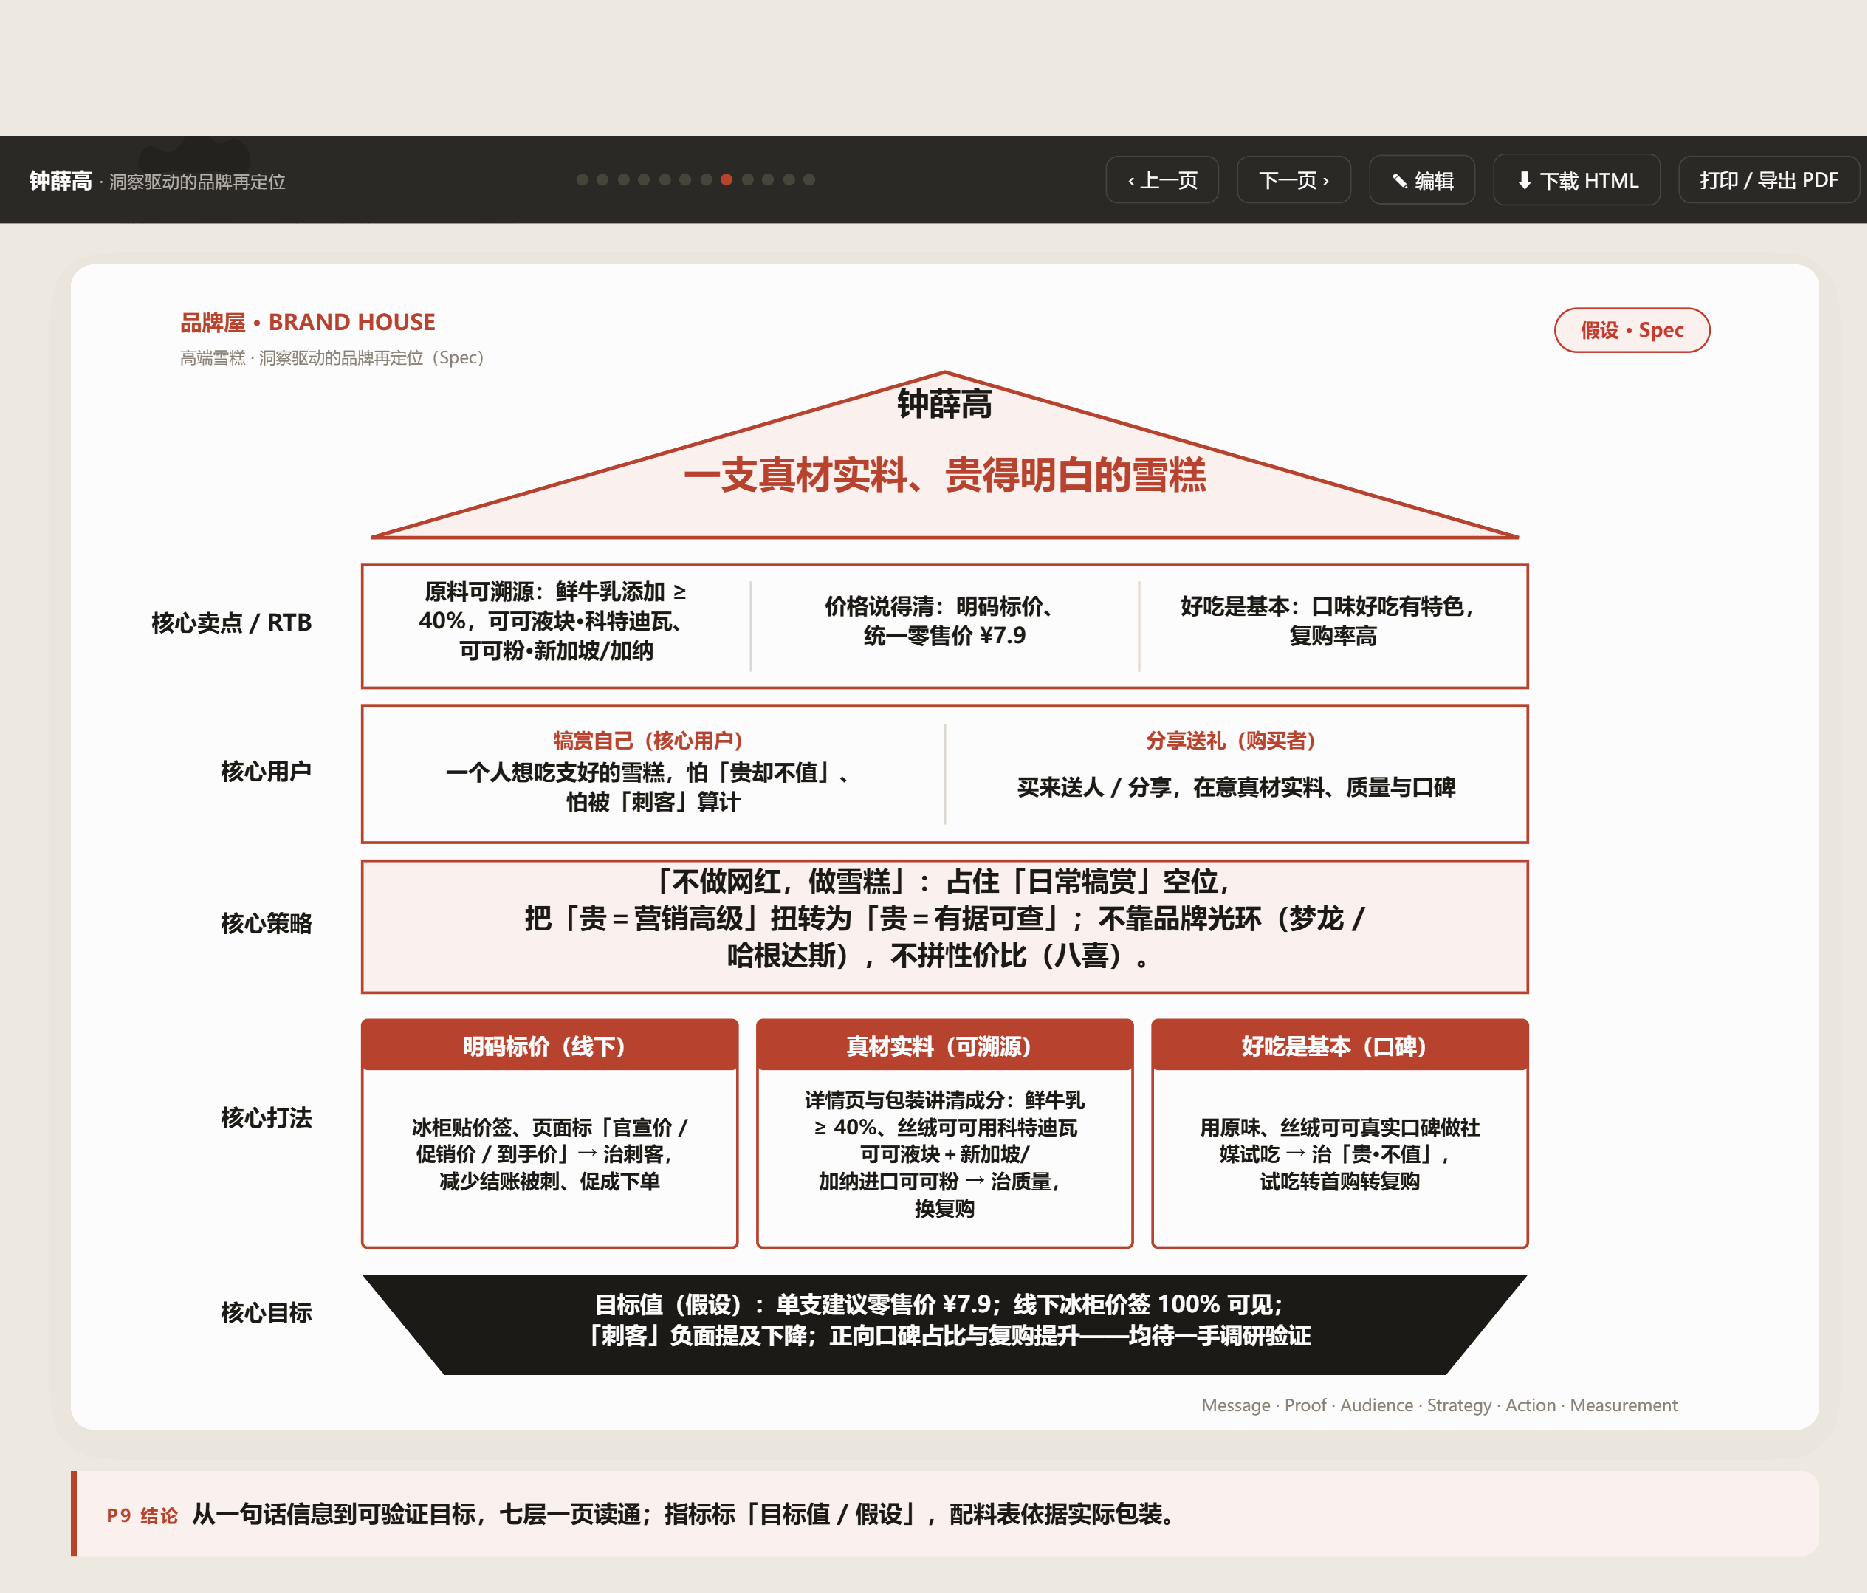 钟薛高 · 洞察驱动的品牌再定位
‹ 上一页
下一页 ›
✎ 编辑
⬇ 下载 HTML
打印 / 导出 PDF
品牌屋 • BRAND HOUSE
高端雪糕 · 洞察驱动的品牌再定位（Spec）
假设 • Spec
钟薛高
一支真材实料、贵得明白的雪糕
核心卖点 / RTB
原料可溯源：鲜牛乳添加 ≥
40%，可可液块•科特迪瓦、
可可粉•新加坡/加纳
价格说得清：明码标价、
统一零售价 ¥7.9
好吃是基本：口味好吃有特色，
复购率高
核心用户
犒赏自己（核心用户）
一个人想吃支好的雪糕，怕「贵却不值」、
怕被「刺客」算计
分享送礼（购买者）
买来送人 / 分享，在意真材实料、质量与口碑
核心策略
「不做网红，做雪糕」：占住「日常犒赏」空位，
把「贵＝营销高级」扭转为「贵＝有据可查」；不靠品牌光环（梦龙 /
哈根达斯），不拼性价比（八喜）。
核心打法
明码标价（线下）
冰柜贴价签、页面标「官宣价 /
促销价 / 到手价」→ 治刺客，
减少结账被刺、促成下单
真材实料（可溯源）
详情页与包装讲清成分：鲜牛乳
≥ 40%、丝绒可可用科特迪瓦
可可液块 + 新加坡/
加纳进口可可粉 → 治质量，
换复购
好吃是基本（口碑）
用原味、丝绒可可真实口碑做社
媒试吃 → 治「贵•不值」，
试吃转首购转复购
核心目标
目标值（假设）：单支建议零售价 ¥7.9；线下冰柜价签 100% 可见；
「刺客」负面提及下降；正向口碑占比与复购提升——均待一手调研验证
Message · Proof · Audience · Strategy · Action · Measurement
P9 结论 从一句话信息到可验证目标，七层一页读通；指标标「目标值 / 假设」，配料表依据实际包装。